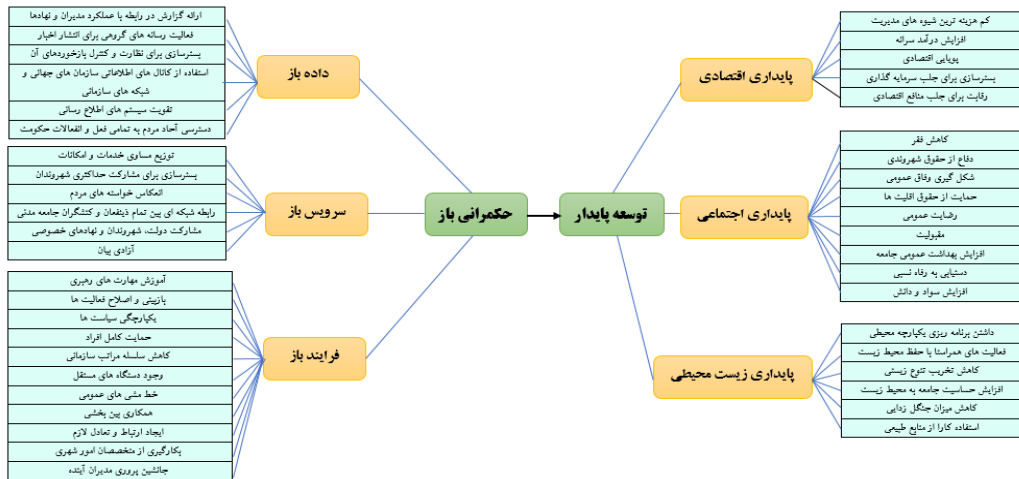 ارائه گزارش در رابطه با عملکرد مدیران و نهادها
فعالیت رسانه های گروهی برای انتشار اخبار
بسترسازی برای نظارت و کنترل بازخوردهای آن
استفاده از کانال های اطلاعاتی سازمان های جهانی و
شبکه های سازمانی
تقویت سیستم های اطلاع رسانی
دسترسی آحاد مردم به تمامی فعل و انفعالات حکومت
داده باز
توزیع مساوی خدمات و امکانات
بسترسازی برای مشارکت حداکثری شهروندان
انعکاس خواسته های مردم
رابطه شبکه ای بین تمام ذینفعان و کنشگران جامعه مدنی
مشارکت دولت، شهروندان و نهادهای خصوصی
آزادی بیان
سرویس باز
آموزش مهارت های رهبری
بازبینی و اصلاح فعالیت ها
یکپارچگی سیاست ها
حمایت کامل افراد
کاهش سلسله مراتب سازمانی
وجود دستگاه های مستقل
خط مشی های عمومی
همکاری بین بخشی
ایجاد ارتباط و تعادل لازم
بکارگیری از متخصصان امور شهری
جانشین پروری مدیران آینده
فرایند باز
حکمرانی باز
توسعه پایدار
پایداری اقتصادی
کم هزینه ترین شیوه های مدیریت
افزایش درآمد سرانه
پویایی اقتصادی
بسترسازی برای جلب سرمایه گذاری
رقابت برای جلب منافع اقتصادی
پایداری اجتماعی
کاهش فقر
دفاع از حقوق شهروندی
شکل گیری وفاق عمومی
حمایت از حقوق اقلیت ها
رضایت عمومی
مقبولیت
افزایش بهداشت عمومی جامعه
دستیابی به رفاه نسبی
افزایش سواد و دانش
پایداری زیست محیطی
داشتن برنامه ریزی یکپارچه محیطی
فعالیت های همراستا با حفظ محیط زیست
کاهش تخریب تنوع زیستی
افزایش حساسیت جامعه به محیط زیست
کاهش میزان جنگل زدایی
استفاده کارا از منابع طبیعی